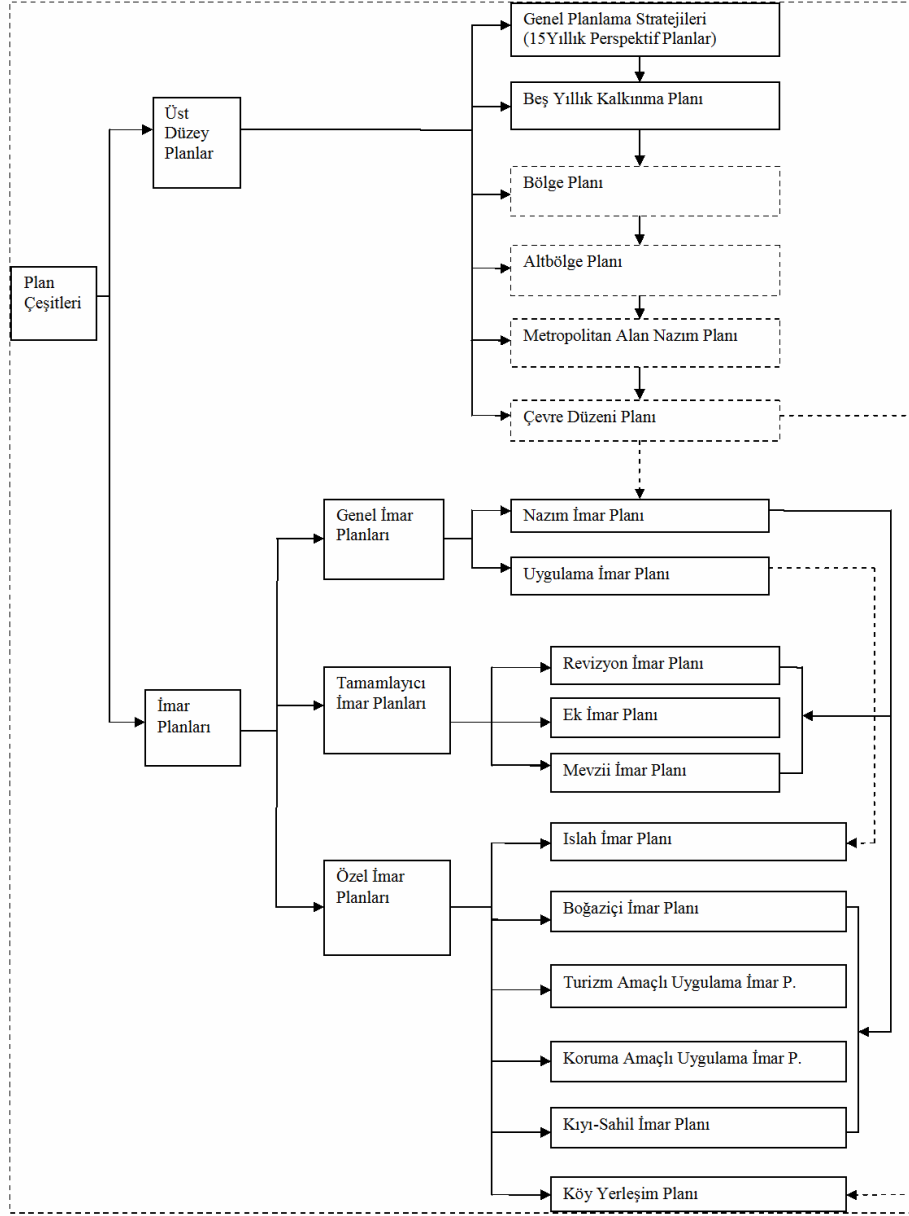 Genel Planlama Stratejileri
(15Yıllık Perspektif Planlar)
Beş Yıllık Kalkınma Planı
Üst
Düzey
Planlar
Bölge Planı
Altbölge Planı
Plan
Çeşitleri
Metropolitan Alan Nazım Planı
Çevre Düzeni Planı
Genel İmar
Planları
Nazım İmar Planı
Uygulama İmar Planı
İmar
Planları
Tamamlayıcı
İmar Planları
Revizyon İmar Planı
Ek İmar Planı
Mevzii İmar Planı
Özel İmar
Planları
Islah İmar Planı
Boğaziçi İmar Planı
Turizm Amaçlı Uygulama İmar P.
Koruma Amaçlı Uygulama İmar P.
Kıyı-Sahil İmar Planı
Köy Yerleşim Planı